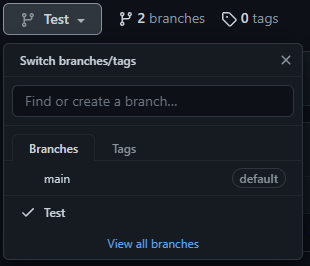 Test 2 branches 0 tags
Switch branches/tags
Find or create a branch...
Branches Tags
main default
Test
View all branches